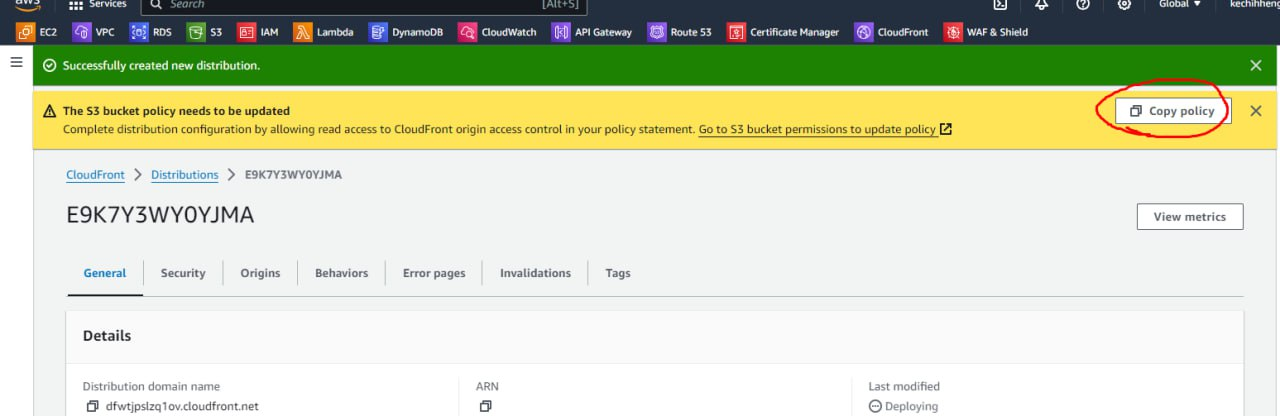 aws Services Search [Alt+S] Global kechihheng
EC2 VPC RDS S3 IAM Lambda DynamoDB CloudWatch API Gateway Route 53 Certificate Manager CloudFront WAF & Shield
Successfully created new distribution.
The S3 bucket policy needs to be updated
Complete distribution configuration by allowing read access to CloudFront origin access control in your policy statement. Go to S3 bucket permissions to update policy
Copy policy
CloudFront > Distributions > E9K7Y3WY0YJMA
E9K7Y3WY0YJMA
View metrics
General Security Origins Behaviors Error pages Invalidations Tags
Details
Distribution domain name ARN Last modified
dfwtjpslzq1ov.cloudfront.net Deploying